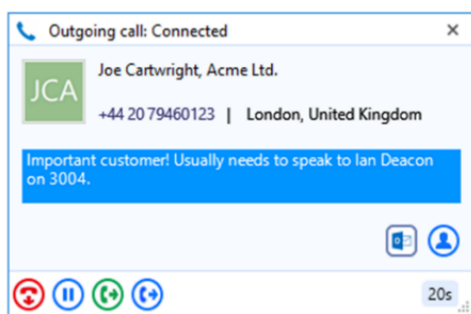 Outgoing call: Connected
JCA
Joe Cartwright, Acme Ltd.
+44 20 79460123 | London, United Kingdom
Important customer! Usually needs to speak to Ian Deacon
on 3004.
20s